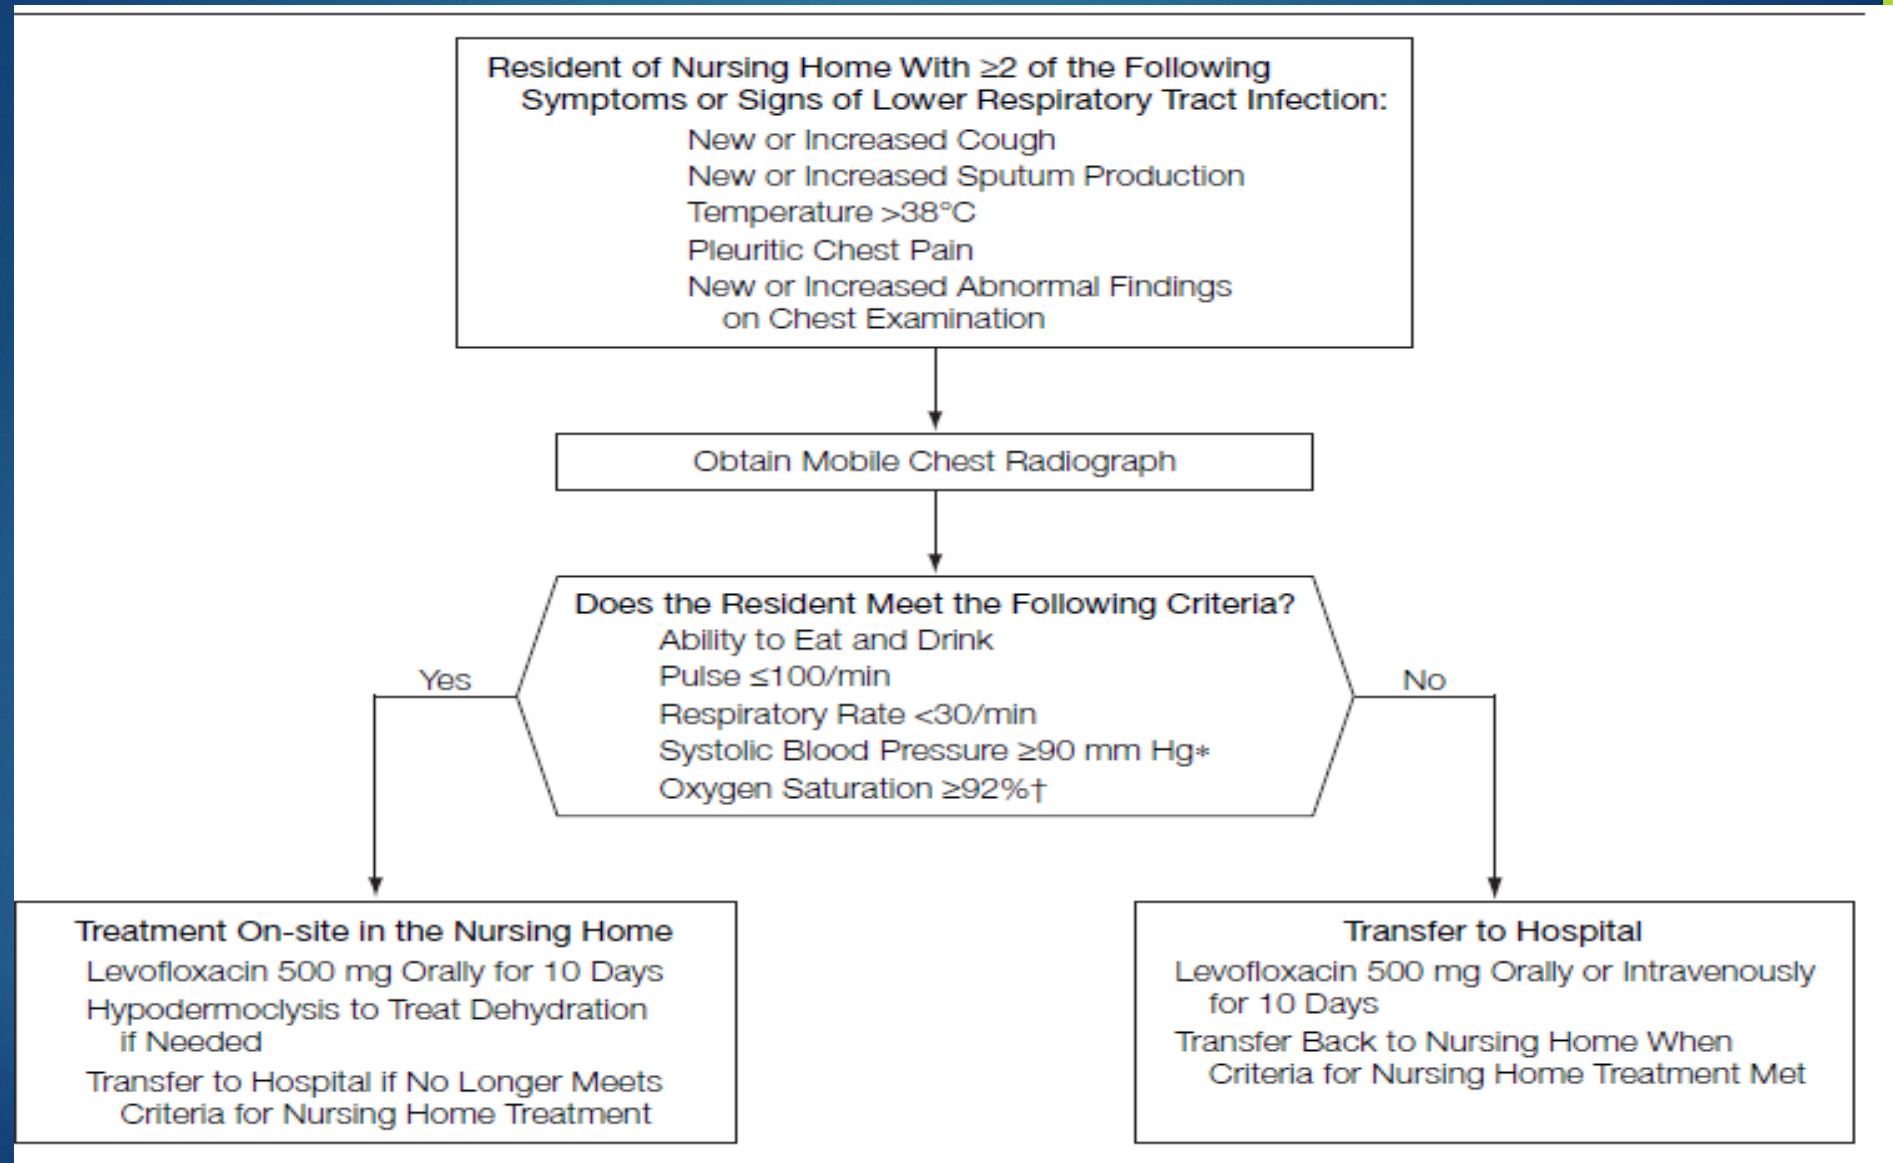 Resident of Nursing Home With ≥2 of the Following
Symptoms or Signs of Lower Respiratory Tract Infection:
New or Increased Cough
New or Increased Sputum Production
Temperature >38°C
Pleuritic Chest Pain
New or Increased Abnormal Findings
on Chest Examination
Obtain Mobile Chest Radiograph
Does the Resident Meet the Following Criteria?
Ability to Eat and Drink
Pulse ≤100/min
Respiratory Rate <30/min
Systolic Blood Pressure ≥90 mm Hg*
Oxygen Saturation ≥92%†
Yes
No
Treatment On-site in the Nursing Home
Levofloxacin 500 mg Orally for 10 Days
Hypodermoclysis to Treat Dehydration
if Needed
Transfer to Hospital if No Longer Meets
Criteria for Nursing Home Treatment
Transfer to Hospital
Levofloxacin 500 mg Orally or Intravenously
for 10 Days
Transfer Back to Nursing Home When
Criteria for Nursing Home Treatment Met